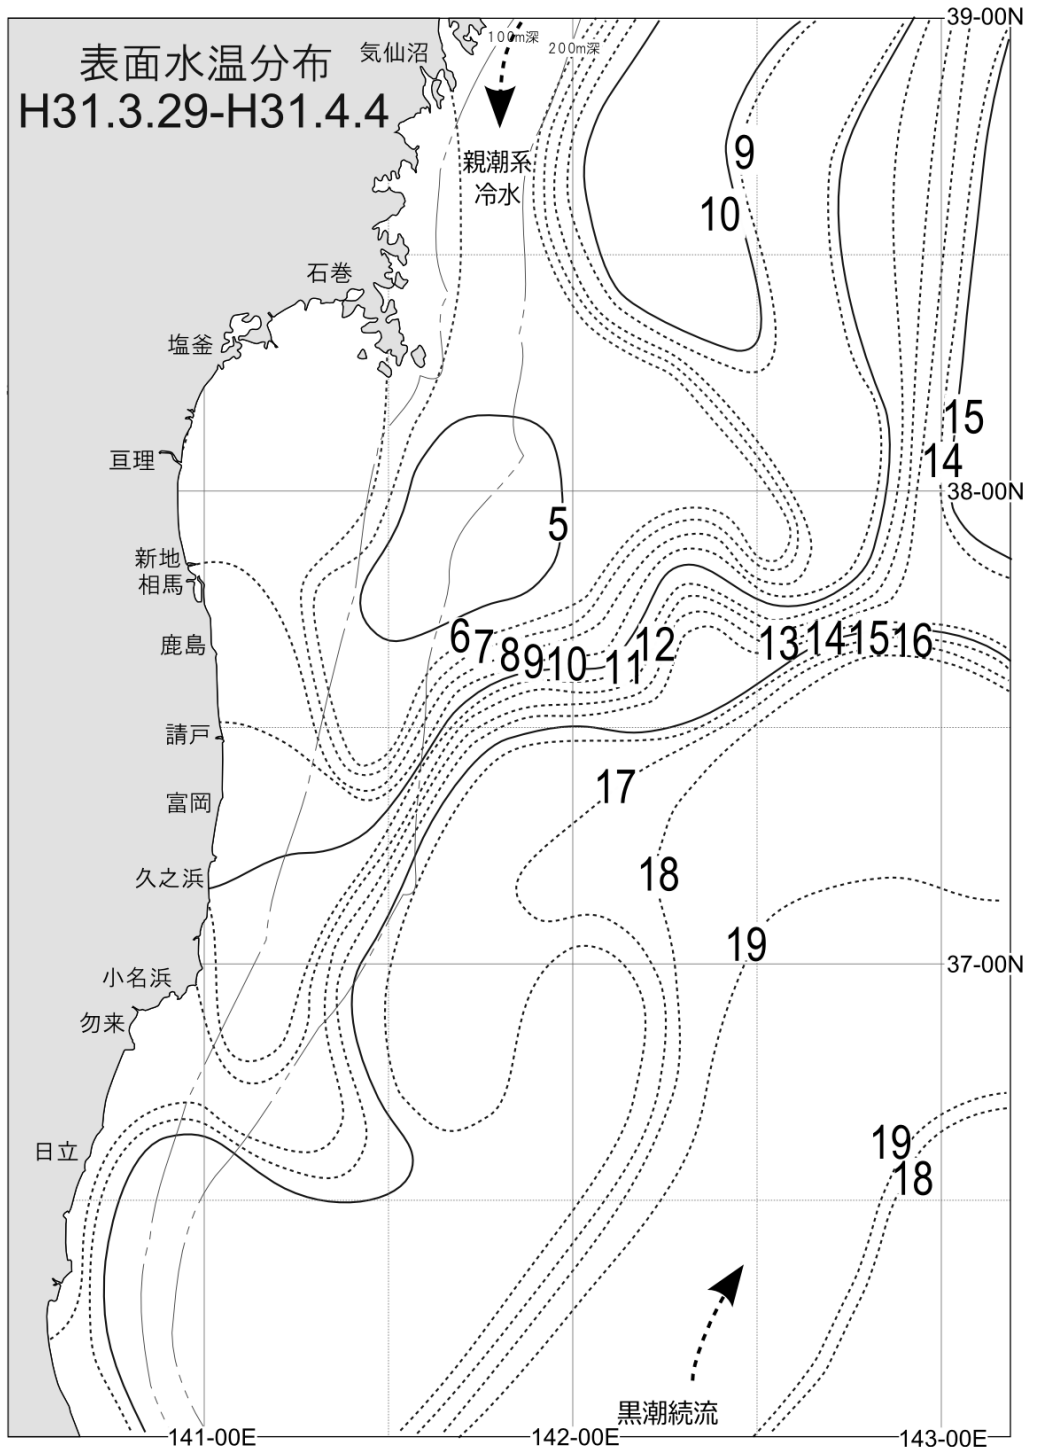 39-00N
100m深
200m深
気仙沼
表面水温分布
H31.3.29-H31.4.4
親潮系
冷水
9
10
石巻
塩釜
15
14
亘理
38-00N
5
新地
相馬
鹿島
6
7
8
9
10
11
12
13
14
15
16
請戸
17
富岡
久之浜
18
19
37-00N
小名浜
勿来
日立
19
18
黒潮続流
141-00E
142-00E
143-00E